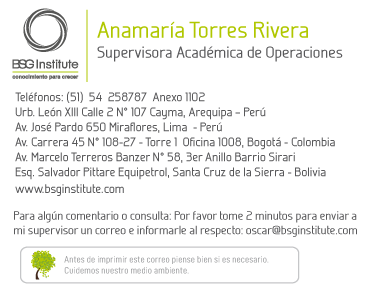 BSG Institute
conocimiento para crecer
Anamaría Torres Rivera
Supervisora Académica de Operaciones
Teléfonos: (51) 54 258787 Anexo 1102
Urb. León XIII Calle 2 N° 107 Cayma, Arequipa – Perú
Av. José Pardo 650 Miraflores, Lima - Perú
Av. Carrera 45 N° 108-27 - Torre 1 Oficina 1008, Bogotá - Colombia
Av. Marcelo Terreros Banzer N° 58, 3er Anillo Barrio Sirari
Esq. Salvador Pittare Equipetrol, Santa Cruz de la Sierra - Bolivia
www.bsginstitute.com
Para algún comentario o consulta: Por favor tome 2 minutos para enviar a
mi supervisor un correo e informarle al respecto: oscar@bsginstitute.com
Antes de imprimir este correo piense bien si es necesario.
Cuidemos nuestro medio ambiente.